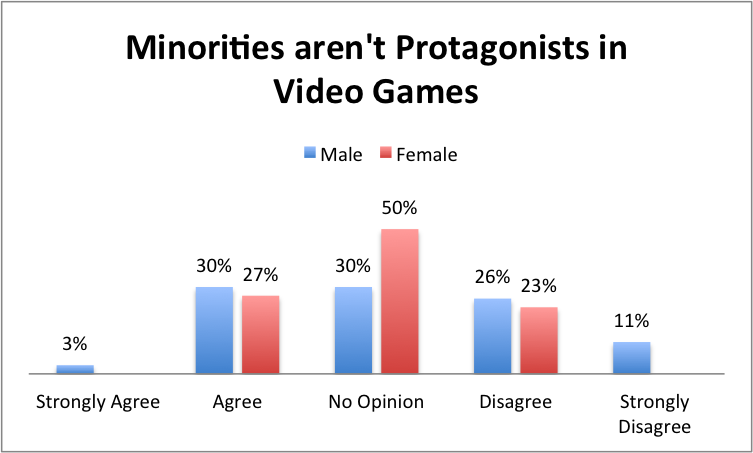 Minorities aren't Protagonists in
Video Games
Male Female
50%
30% 27% 30% 26% 23%
11%
3%
Strongly Agree Agree No Opinion Disagree Strongly
Disagree